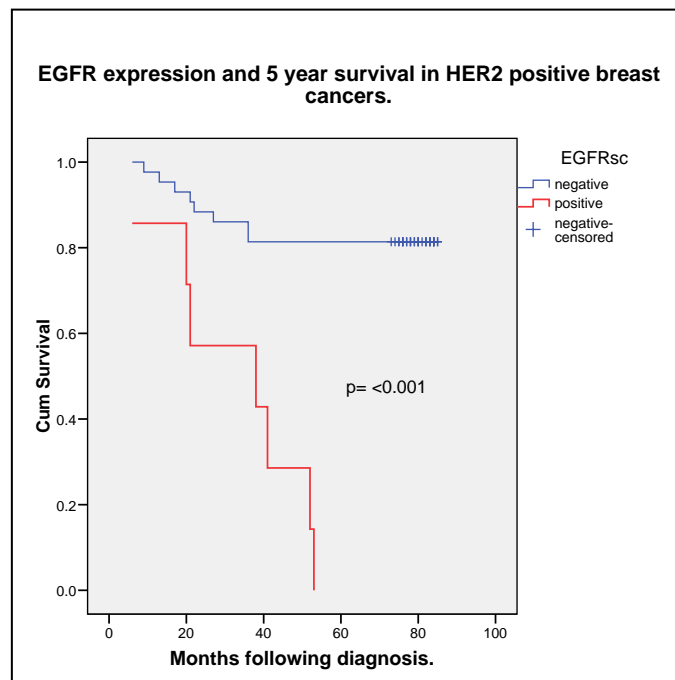 EGFR expression and 5 year survival in HER2 positive breast
cancers.
EGFRsc
negative
positive
negative-
censored
1.0
0.8
0.6
0.4
0.2
0.0
Cum Survival
p= <0.001
0 20 40 60 80 100
Months following diagnosis.